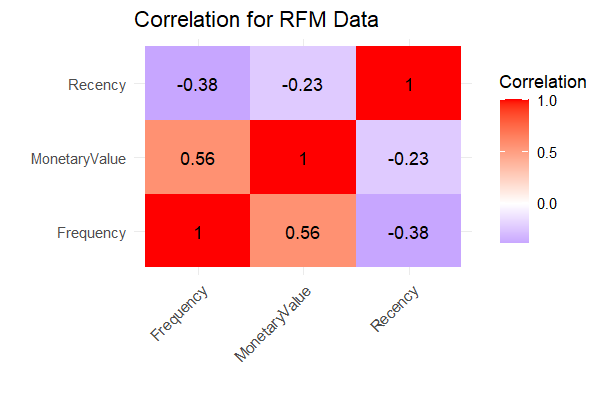 Correlation for RFM Data
Recency -0.38 -0.23 1
MonetaryValue 0.56 1 -0.23
Frequency 1 0.56 -0.38
Frequency MonetaryValue Recency
Correlation
1.0
0.5
0.0